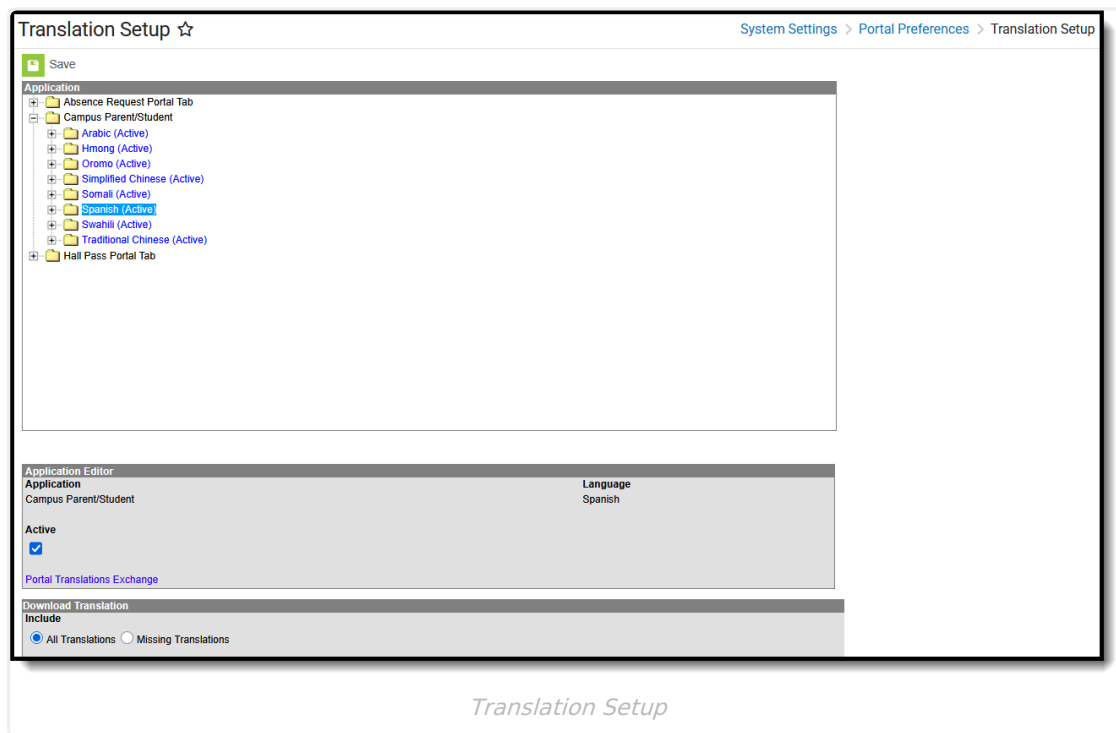 Translation Setup
System Settings > Portal Preferences > Translation Setup
Save
Application
Absence Request Portal Tab
Campus Parent/Student
Arabic (Active)
Hmong (Active)
Oromo (Active)
Simplified Chinese (Active)
Somali (Active)
Spanish (Active)
Swahili (Active)
Traditional Chinese (Active)
Hall Pass Portal Tab
Application Editor
Application Language
Campus Parent/Student Spanish
Active
Portal Translations Exchange
Download Translation
Include
All Translations Missing Translations
Translation Setup